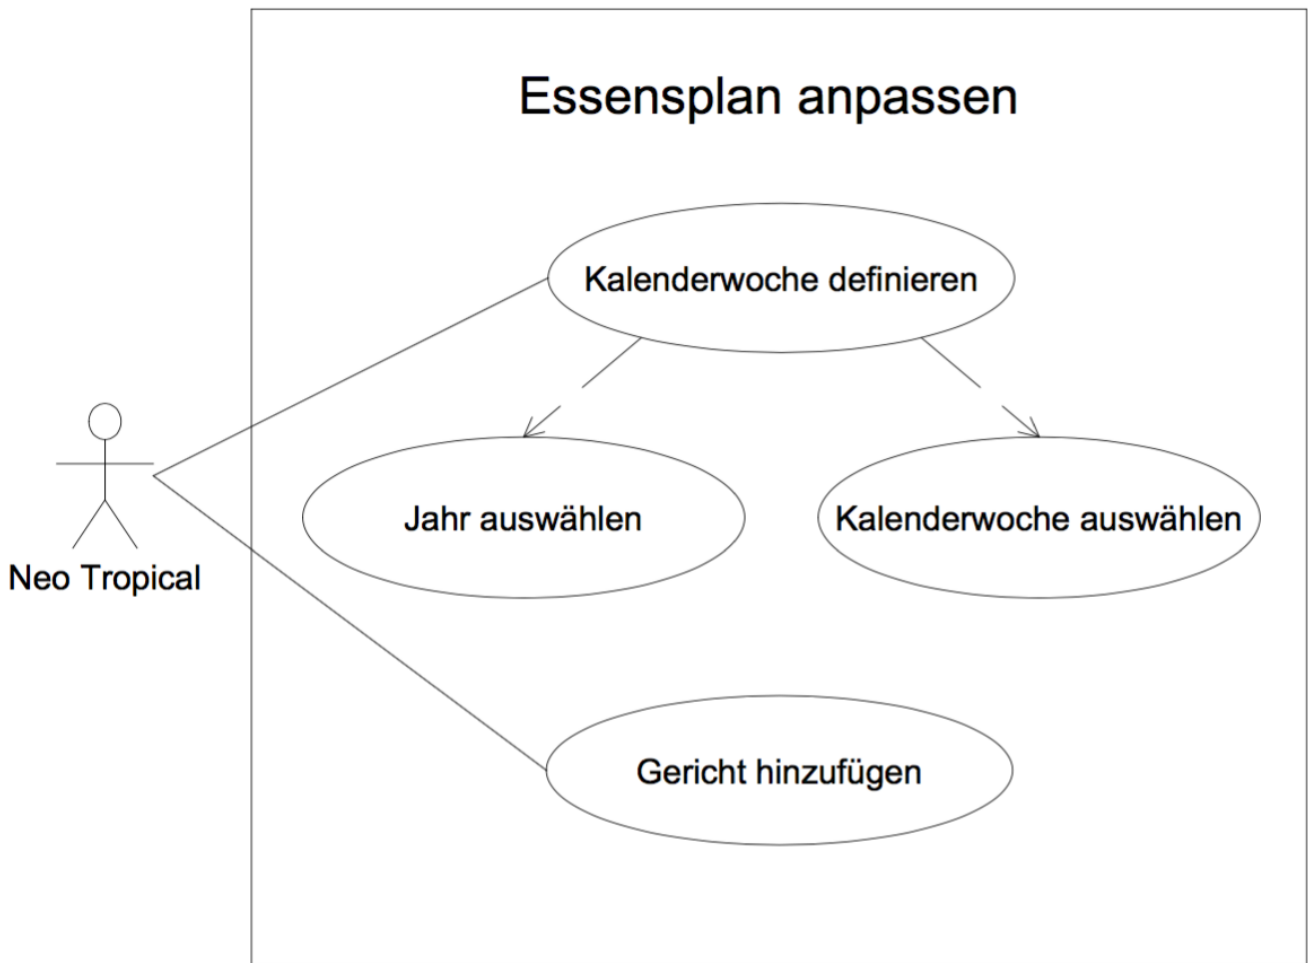 Essensplan anpassen
Kalenderwoche definieren
Jahr auswählen
Kalenderwoche auswählen
Neo Tropical
Gericht hinzufügen